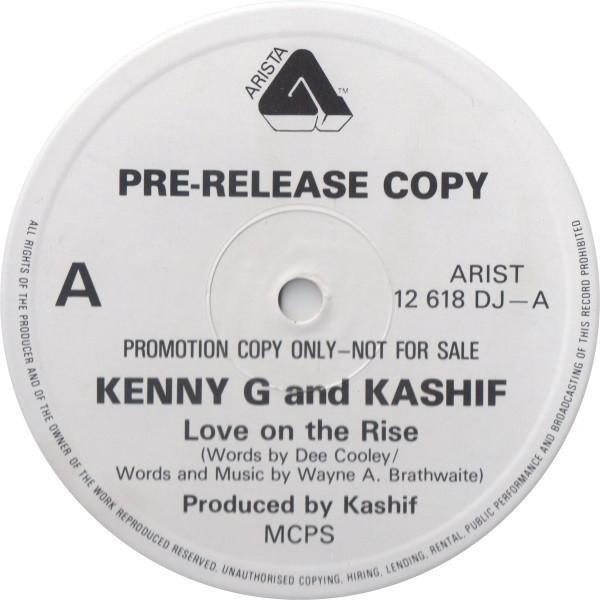 ARISTA
TM
PRE-RELEASE COPY
A
ARIST
12 618 DJ—A
PROMOTION COPY ONLY—NOT FOR SALE
KENNY G and KASHIF
Love on the Rise
(Words by Dee Cooley/
Words and Music by Wayne A. Brathwaite)
Produced by Kashif
MCPS
ALL RIGHTS OF THE PRODUCER AND OF THE OWNER OF THE WORK REPRODUCED RESERVED. UNAUTHORISED COPYING, HIRING, LENDING, RENTAL, PUBLIC PERFORMANCE AND BROADCASTING OF THIS RECORD PROHIBITED